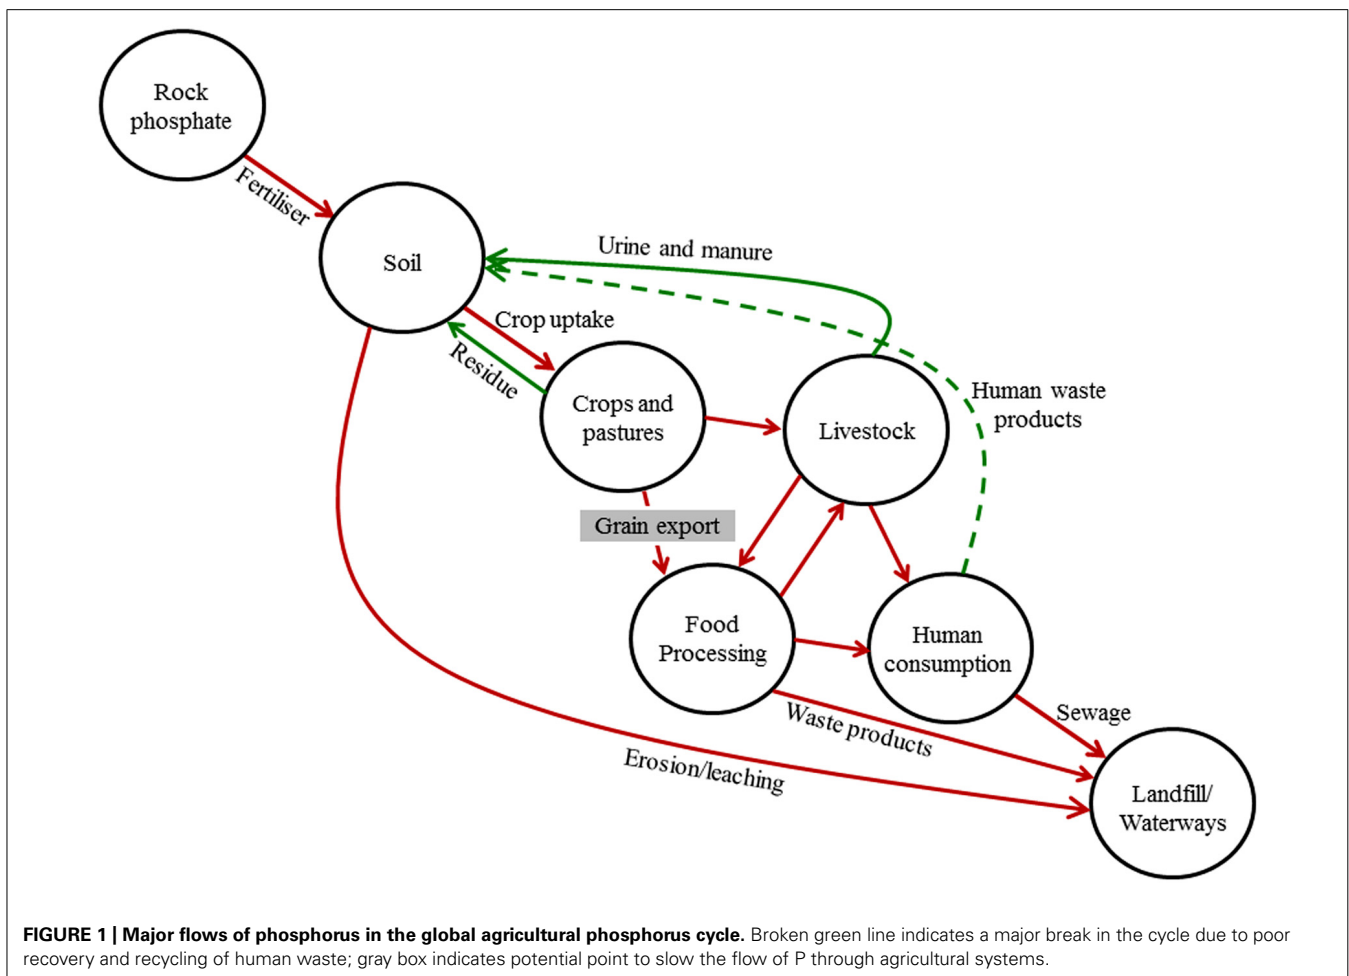 Rock
phosphate
Fertiliser
Soil
Urine and manure
Crop uptake
Residue
Crops and
pastures
Livestock
Human waste
products
Grain export
Food
Processing
Human
consumption
Sewage
Waste products
Erosion/leaching
Landfill/
Waterways
FIGURE 1 | Major flows of phosphorus in the global agricultural phosphorus cycle. Broken green line indicates a major break in the cycle due to poor
recovery and recycling of human waste; gray box indicates potential point to slow the flow of P through agricultural systems.